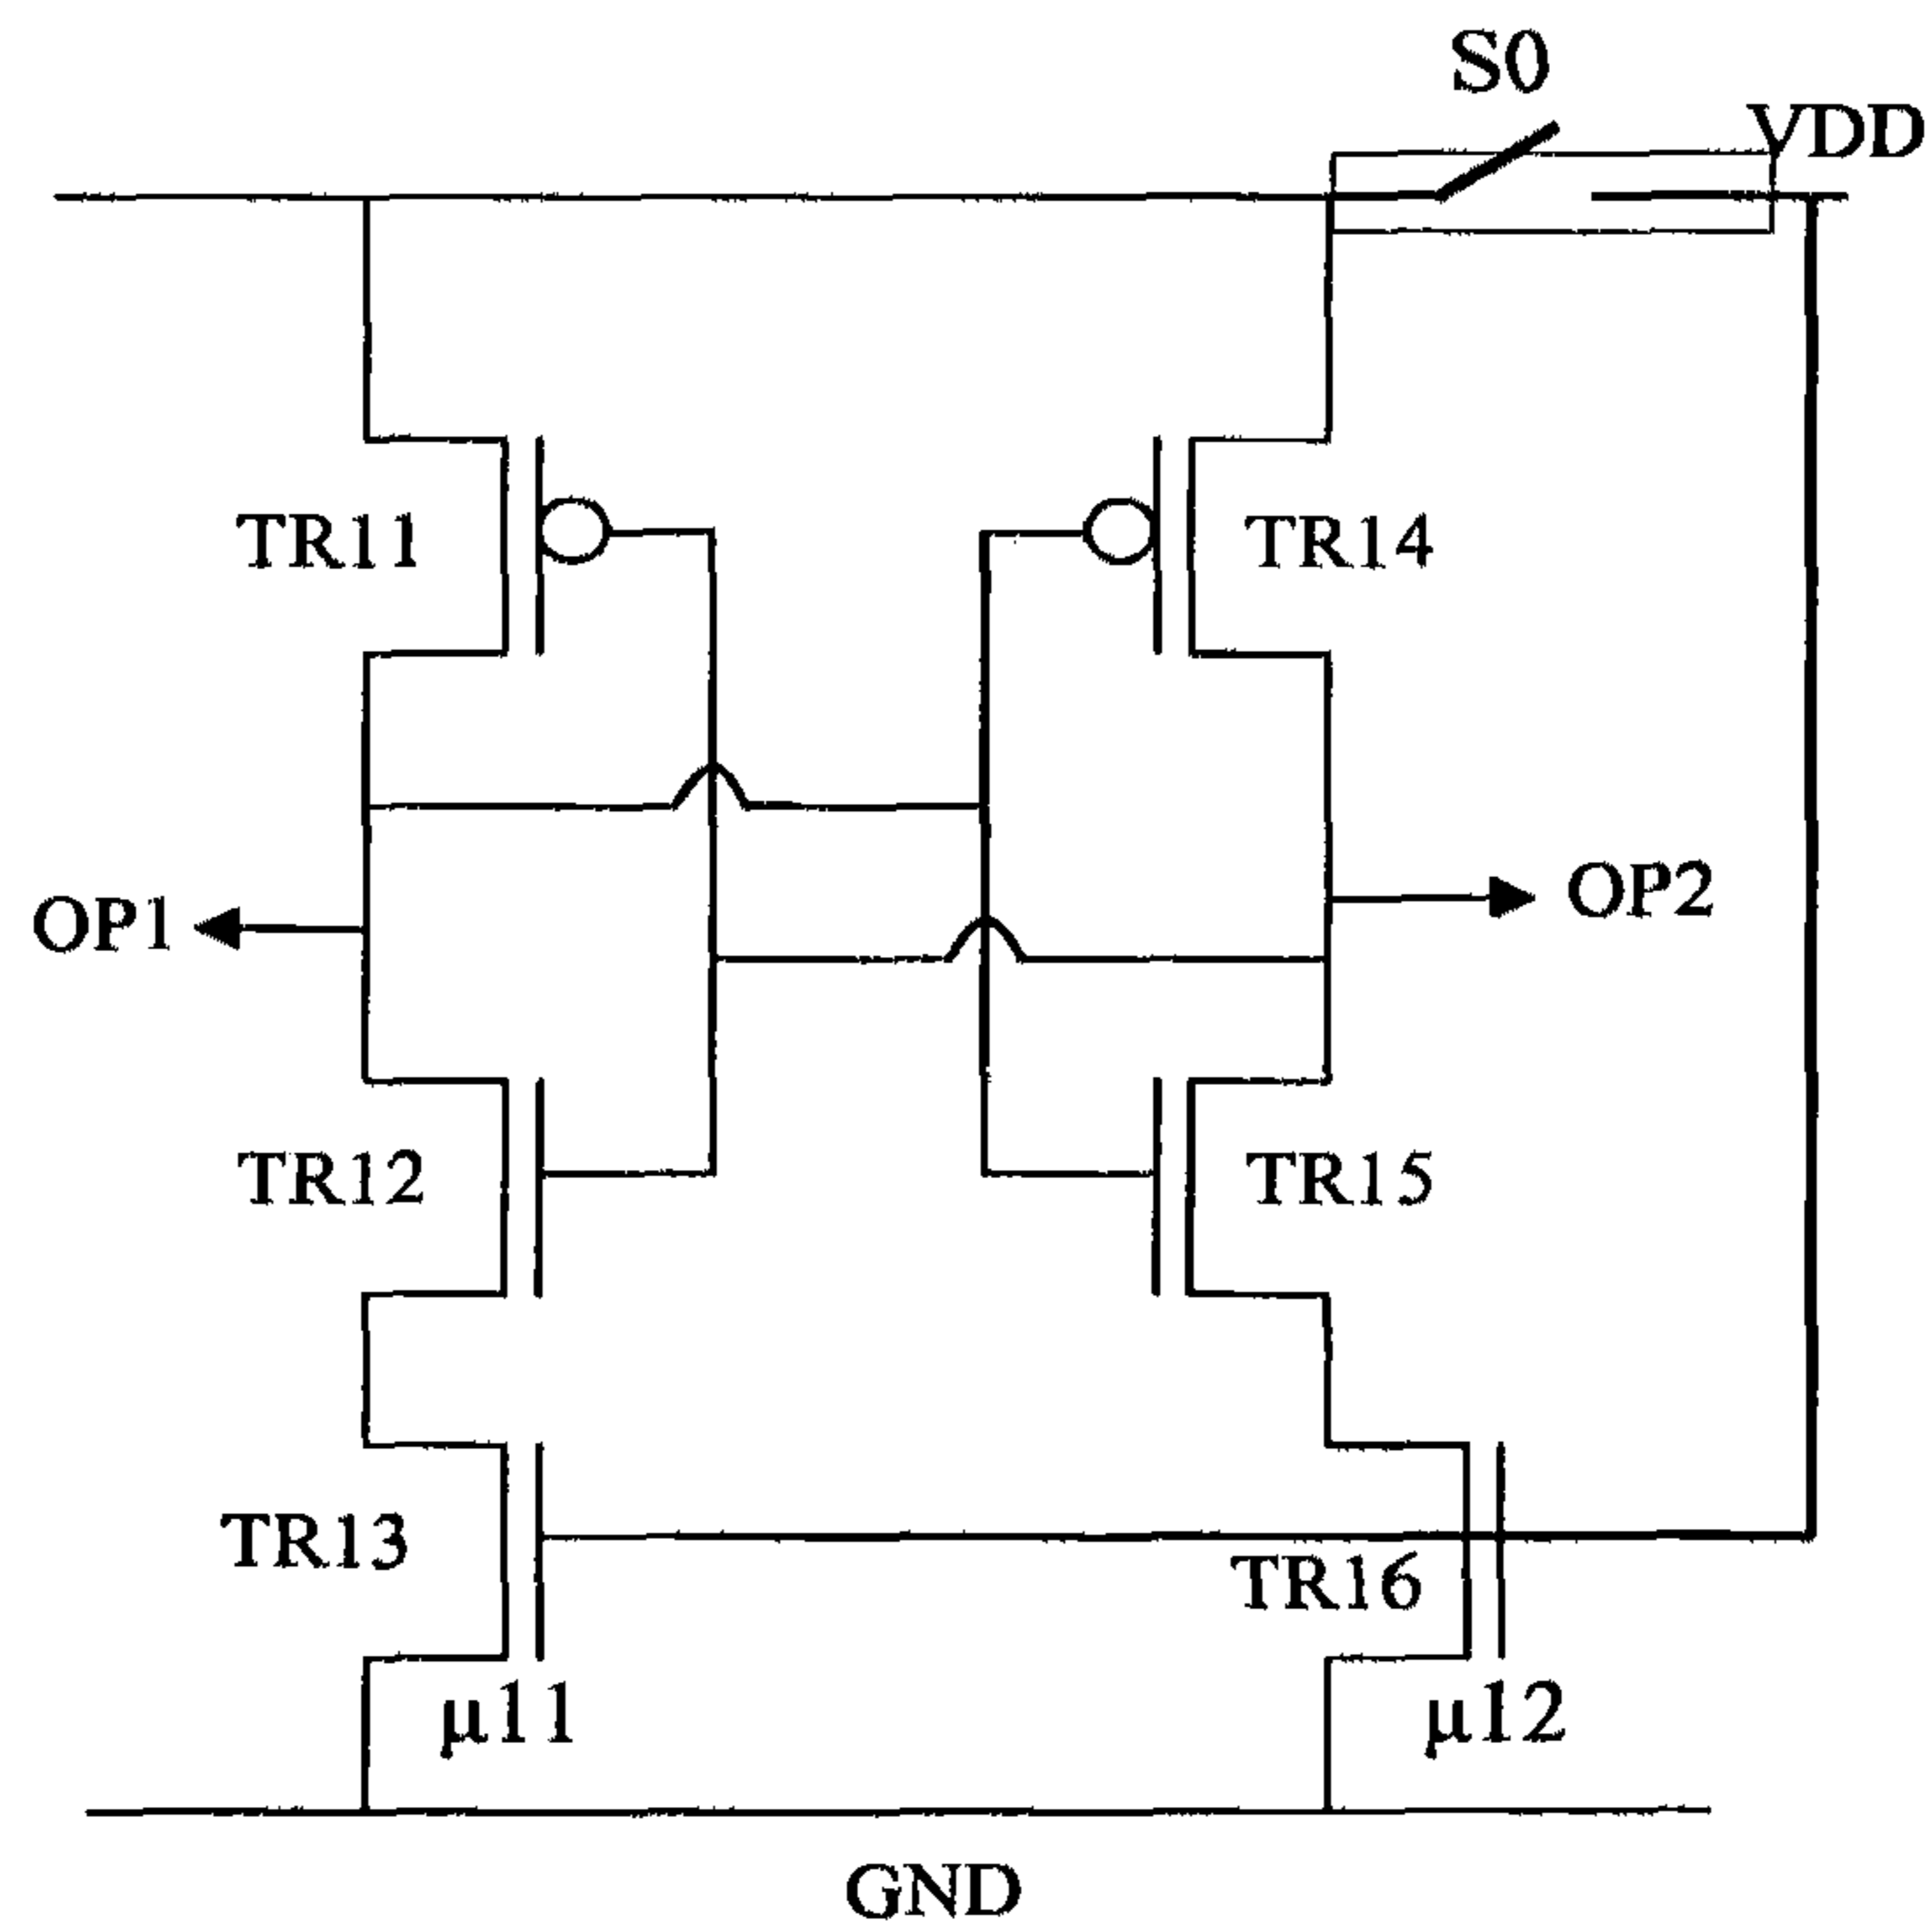 S0
VDD
TR11
TR14
OP1
OP2
TR12
TR15
TR13
TR16
µ11
µ12
GND